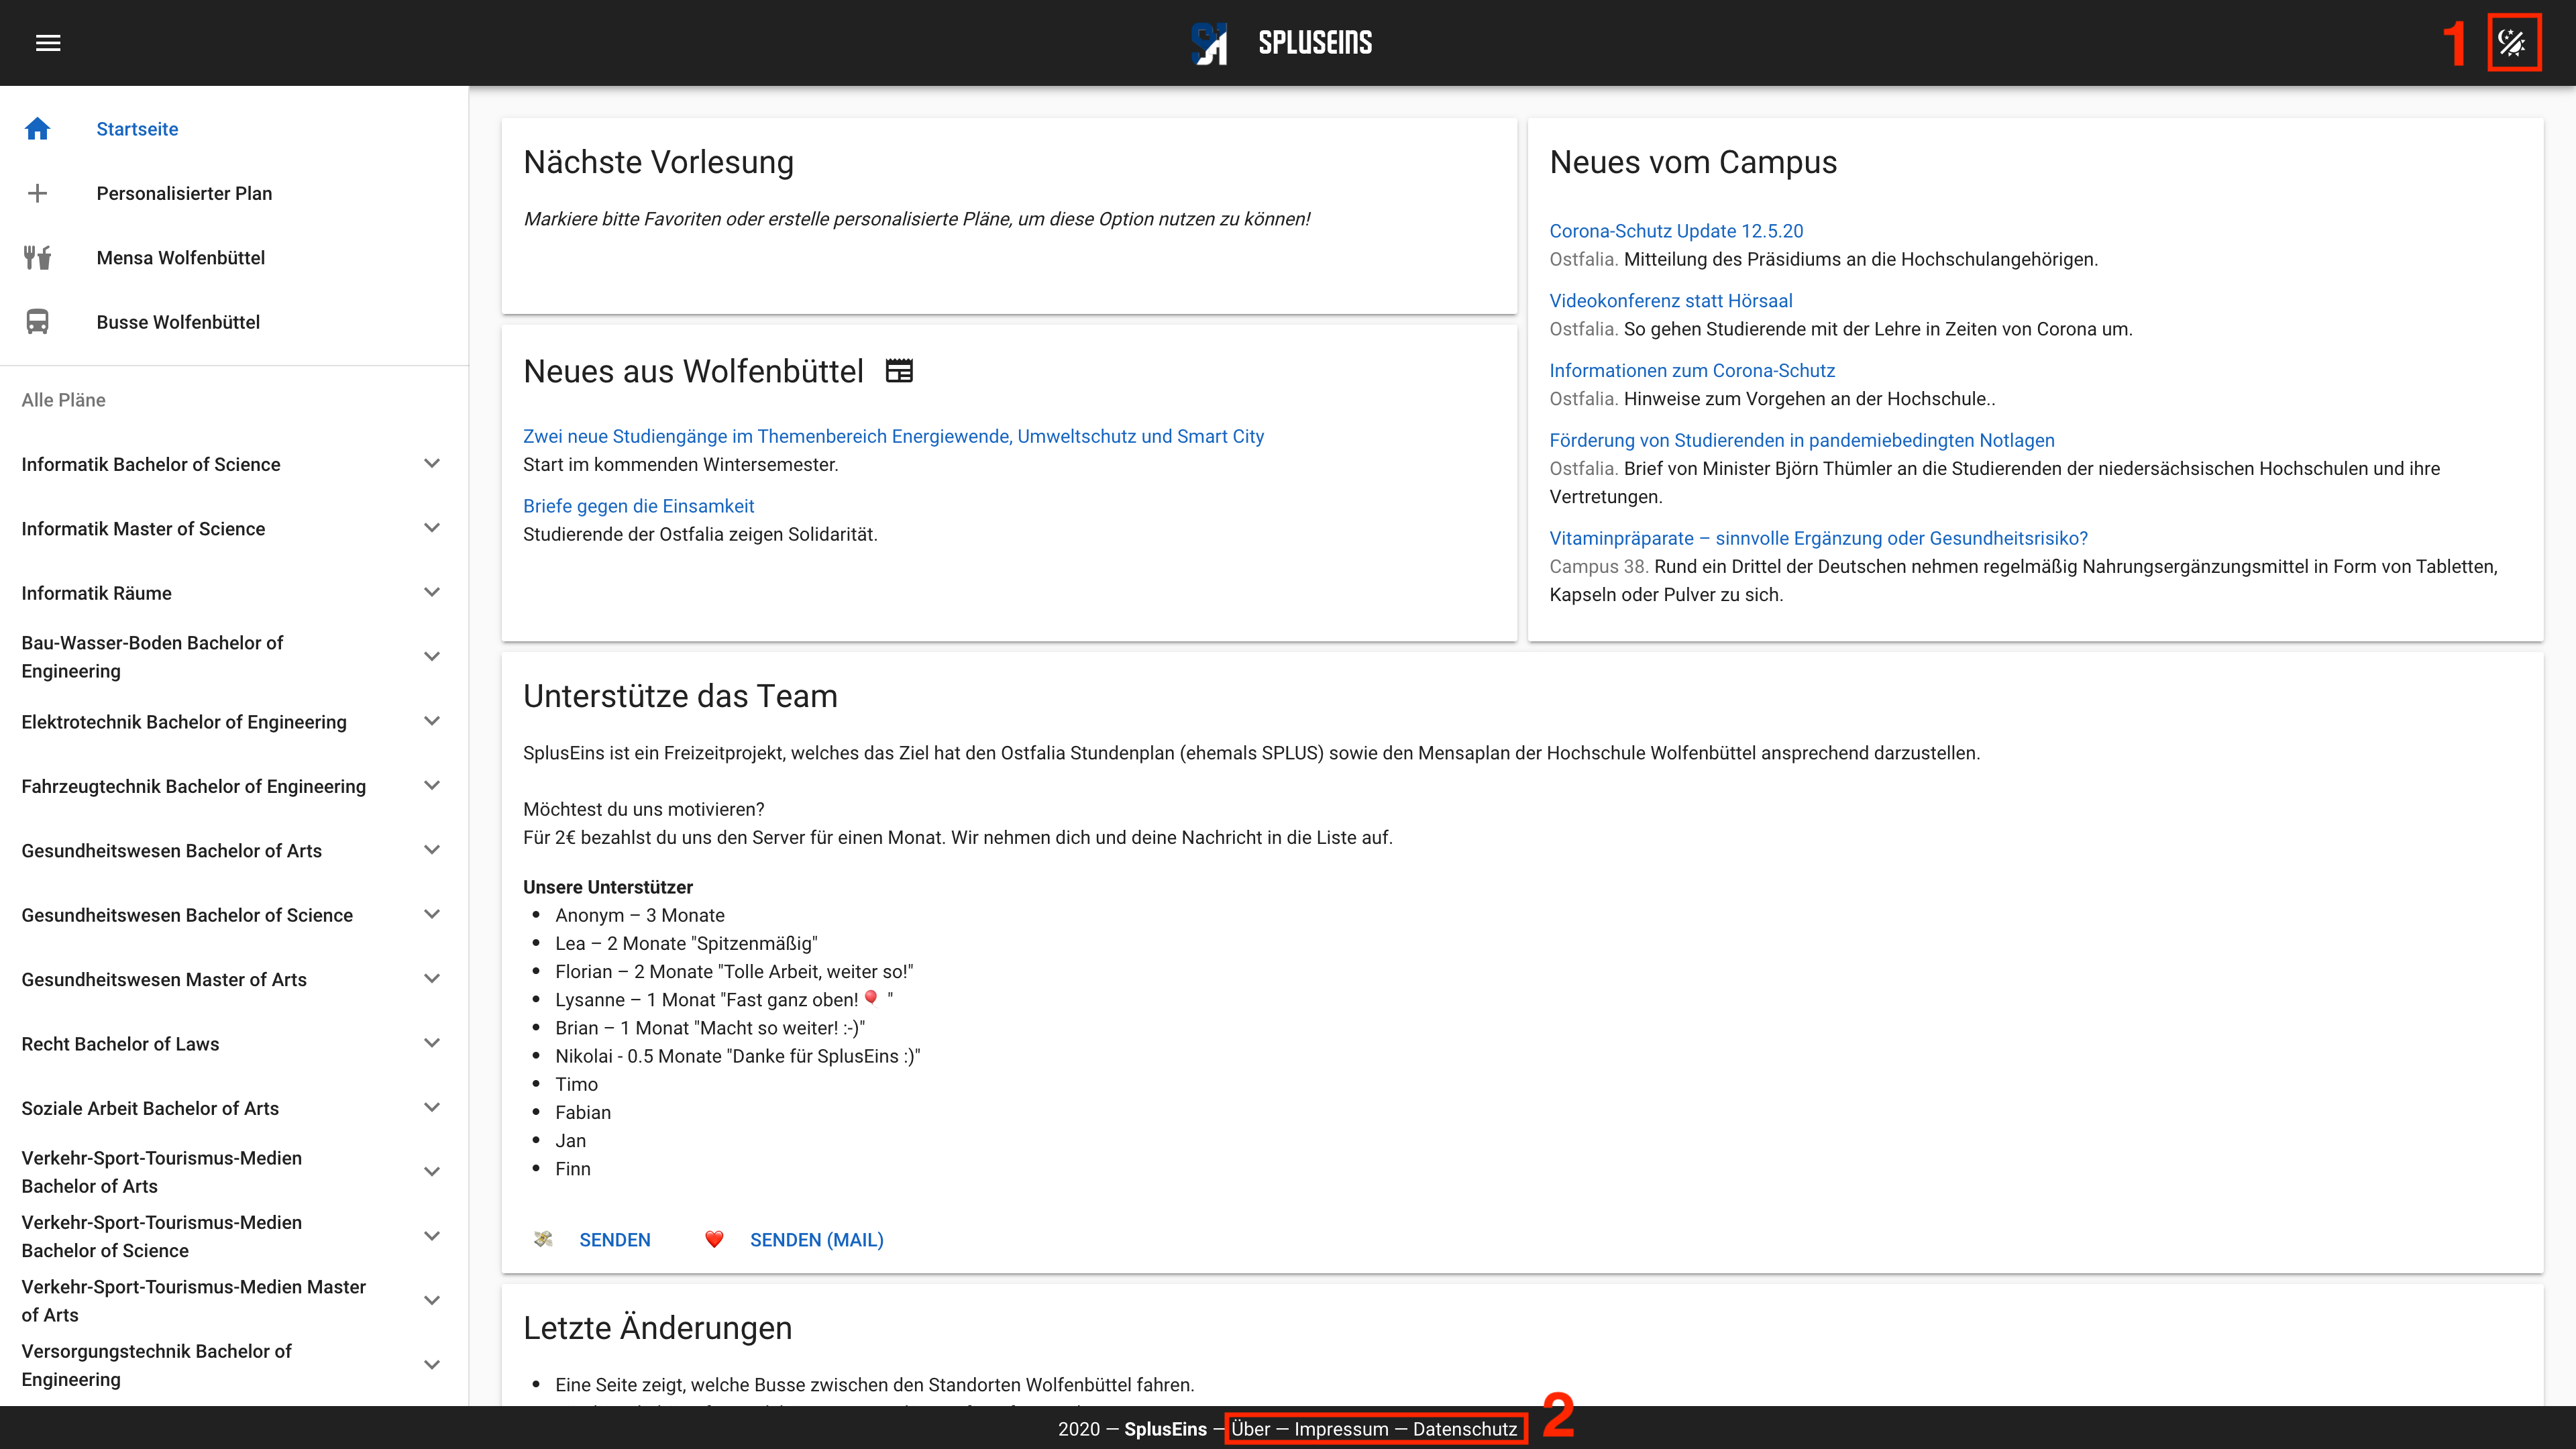 SPLUSEINS
1
Startseite
Personalisierter Plan
Mensa Wolfenbüttel
Busse Wolfenbüttel
Alle Pläne
Informatik Bachelor of Science
Informatik Master of Science
Informatik Räume
Bau-Wasser-Boden Bachelor of
Engineering
Elektrotechnik Bachelor of Engineering
Fahrzeugtechnik Bachelor of Engineering
Gesundheitswesen Bachelor of Arts
Gesundheitswesen Bachelor of Science
Gesundheitswesen Master of Arts
Recht Bachelor of Laws
Soziale Arbeit Bachelor of Arts
Verkehr-Sport-Tourismus-Medien
Bachelor of Arts
Verkehr-Sport-Tourismus-Medien
Bachelor of Science
Verkehr-Sport-Tourismus-Medien Master
of Arts
Versorgungstechnik Bachelor of
Engineering
Nächste Vorlesung
Markiere bitte Favoriten oder erstelle personalisierte Pläne, um diese Option nutzen zu können!
Neues aus Wolfenbüttel
Zwei neue Studiengänge im Themenbereich Energiewende, Umweltschutz und Smart City
Start im kommenden Wintersemester.
Briefe gegen die Einsamkeit
Studierende der Ostfalia zeigen Solidarität.
Neues vom Campus
Corona-Schutz Update 12.5.20
Ostfalia. Mitteilung des Präsidiums an die Hochschulangehörigen.
Videokonferenz statt Hörsaal
Ostfalia. So gehen Studierende mit der Lehre in Zeiten von Corona um.
Informationen zum Corona-Schutz
Ostfalia. Hinweise zum Vorgehen an der Hochschule..
Förderung von Studierenden in pandemiebedingten Notlagen
Ostfalia. Brief von Minister Björn Thümler an die Studierenden der niedersächsischen Hochschulen und ihre
Vertretungen.
Vitaminpräparate – sinnvolle Ergänzung oder Gesundheitsrisiko?
Campus 38. Rund ein Drittel der Deutschen nehmen regelmäßig Nahrungsergänzungsmittel in Form von Tabletten,
Kapseln oder Pulver zu sich.
Unterstütze das Team
SplusEins ist ein Freizeitprojekt, welches das Ziel hat den Ostfalia Stundenplan (ehemals SPLUS) sowie den Mensaplan der Hochschule Wolfenbüttel ansprechend darzustellen.
Möchtest du uns motivieren?
Für 2€ bezahlst du uns den Server für einen Monat. Wir nehmen dich und deine Nachricht in die Liste auf.
Unsere Unterstützer
• Anonym – 3 Monate
• Lea – 2 Monate "Spitzenmäßig"
• Florian – 2 Monate "Tolle Arbeit, weiter so!"
• Lysanne – 1 Monat "Fast ganz oben!🎈 "
• Brian – 1 Monat "Macht so weiter! :-)"
• Nikolai - 0.5 Monate "Danke für SplusEins :)"
• Timo
• Fabian
• Jan
• Finn
💸 SENDEN ❤️ SENDEN (MAIL)
Letzte Änderungen
• Eine Seite zeigt, welche Busse zwischen den Standorten Wolfenbüttel fahren.
2020 — SplusEins — Über — Impressum — Datenschutz
2